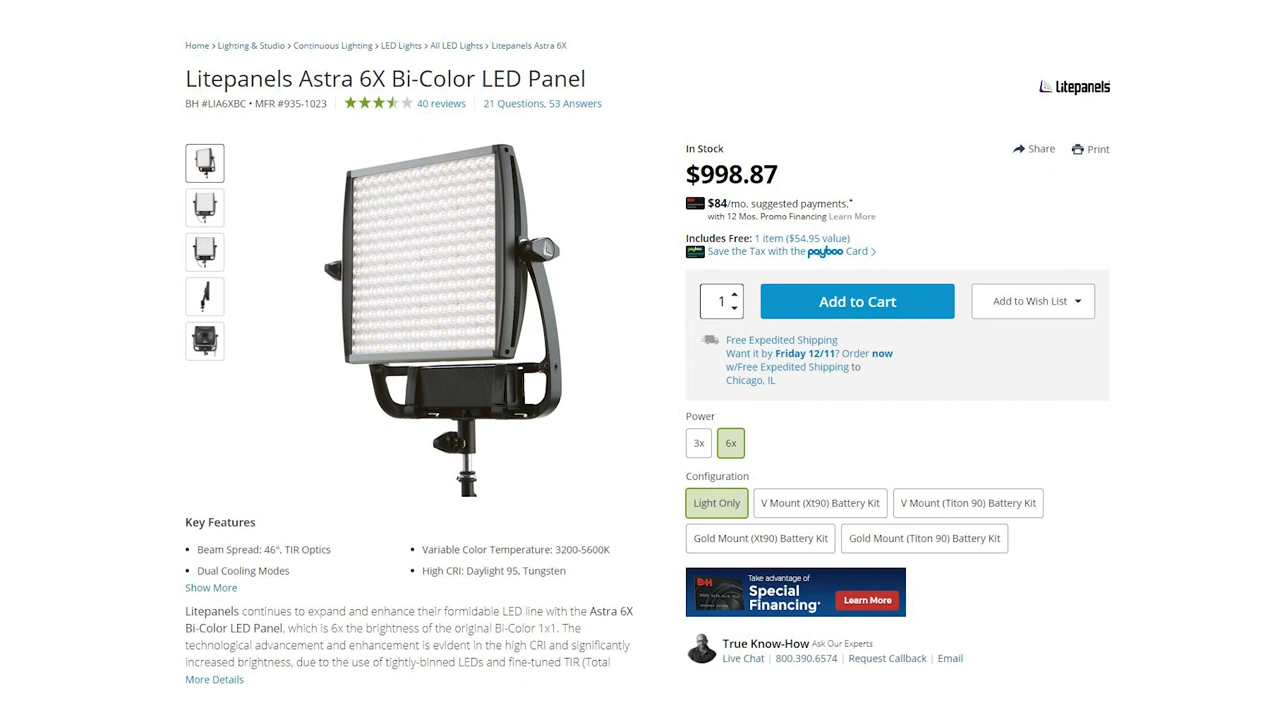 Home > Lighting & Studio > Continuous Lighting > LED Lights > All LED Lights > Litepanels Astra 6X
Litepanels Astra 6X Bi-Color LED Panel
BH #LIA6XBC • MFR #935-1023
40 reviews
21 Questions, 53 Answers
Litepanels
In Stock
Share
Print
$998.87
$84/mo. suggested payments.*
with 12 Mos. Promo Financing Learn More
Includes Free: 1 item ($54.95 value)
Save the Tax with the payboo Card >
1
Add to Cart
Add to Wish List
Free Expedited Shipping
Want it by Friday 12/11? Order now
w/Free Expedited Shipping to
Chicago, IL
Power
3x
6x
Configuration
Light Only
V Mount (Xt90) Battery Kit
V Mount (Titon 90) Battery Kit
Gold Mount (Xt90) Battery Kit
Gold Mount (Titon 90) Battery Kit
B&H
Take advantage of
Special
Financing*
Learn More
True Know-How Ask Our Experts
Live Chat | 800.390.6574 | Request Callback | Email
Key Features
• Beam Spread: 46°, TIR Optics
• Variable Color Temperature: 3200-5600K
• Dual Cooling Modes
• High CRI: Daylight 95, Tungsten
Show More
Litepanels continues to expand and enhance their formidable LED line with the Astra 6X
Bi-Color LED Panel, which is 6x the brightness of the original Bi-Color 1x1. The
technological advancement and enhancement is evident in the high CRI and significantly
increased brightness, due to the use of tightly-binned LEDs and fine-tuned TIR (Total
More Details